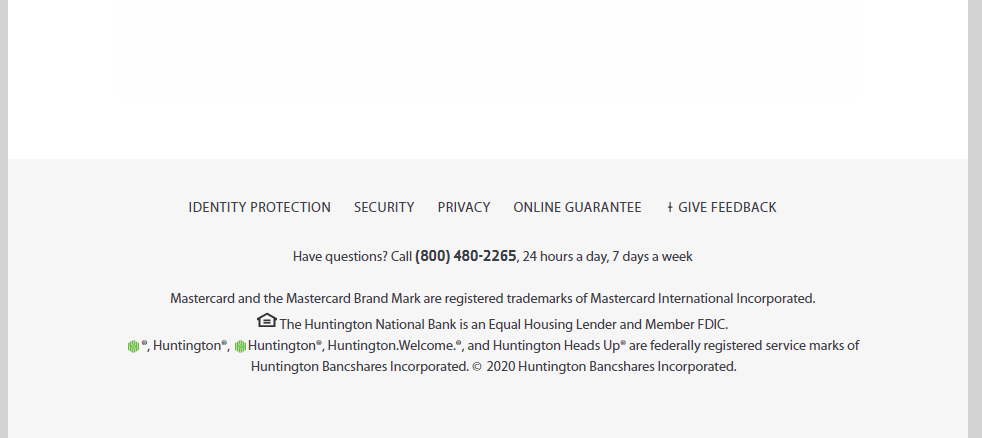 IDENTITY PROTECTION SECURITY PRIVACY ONLINE GUARANTEE ƚ GIVE FEEDBACK
Have questions? Call (800) 480-2265, 24 hours a day, 7 days a week
Mastercard and the Mastercard Brand Mark are registered trademarks of Mastercard International Incorporated.
The Huntington National Bank is an Equal Housing Lender and Member FDIC.
®, Huntington®, Huntington®, Huntington.Welcome.®, and Huntington Heads Up® are federally registered service marks of
Huntington Bancshares Incorporated. © 2020 Huntington Bancshares Incorporated.